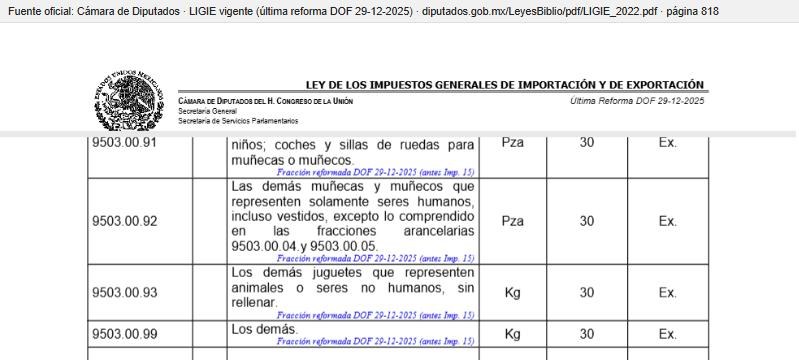 Fuente oficial: Cámara de Diputados · LIGIE vigente (última reforma DOF 29-12-2025) · diputados.gob.mx/LeyesBiblio/pdf/LIGIE_2022.pdf · página 818
ESTADOS UNIDOS MEXICANOS
LEY DE LOS IMPUESTOS GENERALES DE IMPORTACIÓN Y DE EXPORTACIÓN
CÁMARA DE DIPUTADOS DEL H. CONGRESO DE LA UNIÓN
Última Reforma DOF 29-12-2025
Secretaría General
Secretaría de Servicios Parlamentarios
9503.00.91
niños; coches y sillas de ruedas para
Pza
30
Ex.
muñecas o muñecos.
Fracción reformada DOF 29-12-2025 (antes Imp. 15)
Las demás muñecas y muñecos que
representen solamente seres humanos,
9503.00.92
incluso vestidos, excepto lo comprendido
Pza
30
Ex.
en las fracciones arancelarias
9503.00.04.y 9503.00.05.
Fracción reformada DOF 29-12-2025 (antes Imp. 15)
Los demás juguetes que representen
9503.00.93
animales o seres no humanos, sin
Kg
30
Ex.
rellenar.
Fracción reformada DOF 29-12-2025 (antes Imp. 15)
9503.00.99
Los demás.
Kg
30
Ex.
Fracción reformada DOF 29-12-2025 (antes Imp. 15)